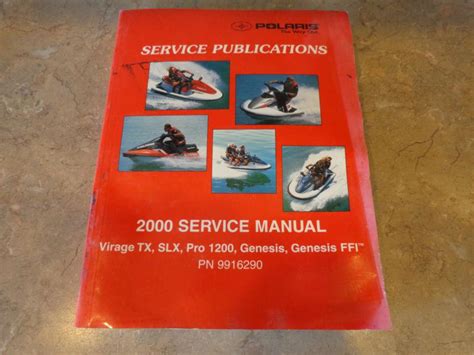 POLARIS
The Way Out.
SERVICE PUBLICATIONS
2000 SERVICE MANUAL
Virage TX, SLX, Pro 1200, Genesis, Genesis FFI™
PN 9916290